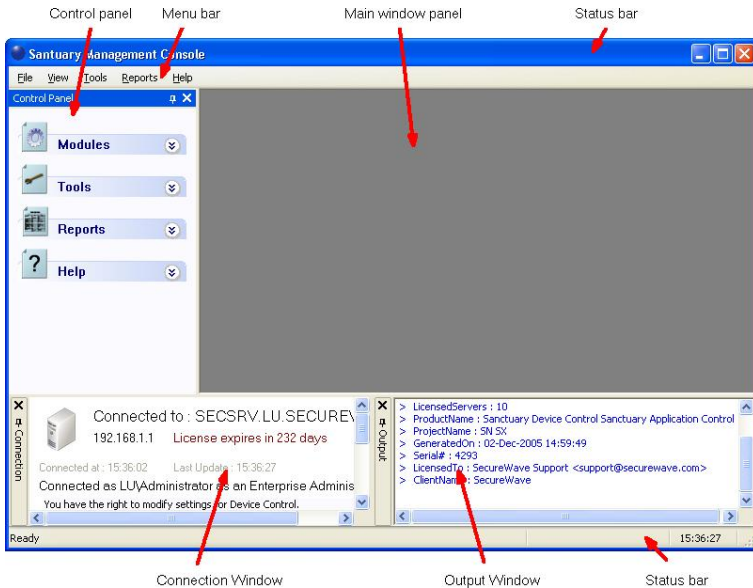 Control panel Menu bar Main window panel Status bar
Santuary Management Console
File View Tools Reports Help
Control Panel
Modules
Tools
Reports
Help
Connection
Connected to : SECSRV.LU.SECUREV
192.168.1.1 License expires in 232 days
Connected at : 15:36:02 Last Update : 15:36:27
Connected as LU\Administrator as an Enterprise Adminis
You have the right to modify settings for Device Control.
Output
> LicensedServers : 10
> ProductName : Sanctuary Device Control Sanctuary Application Control
> ProjectName : SN SX
> GeneratedOn : 02-Dec-2005 14:59:49
> Serial# : 4293
> LicensedTo : SecureWave Support <support@securewave.com>
> ClientName : SecureWave
Ready 15:36:27
Connection Window Output Window Status bar